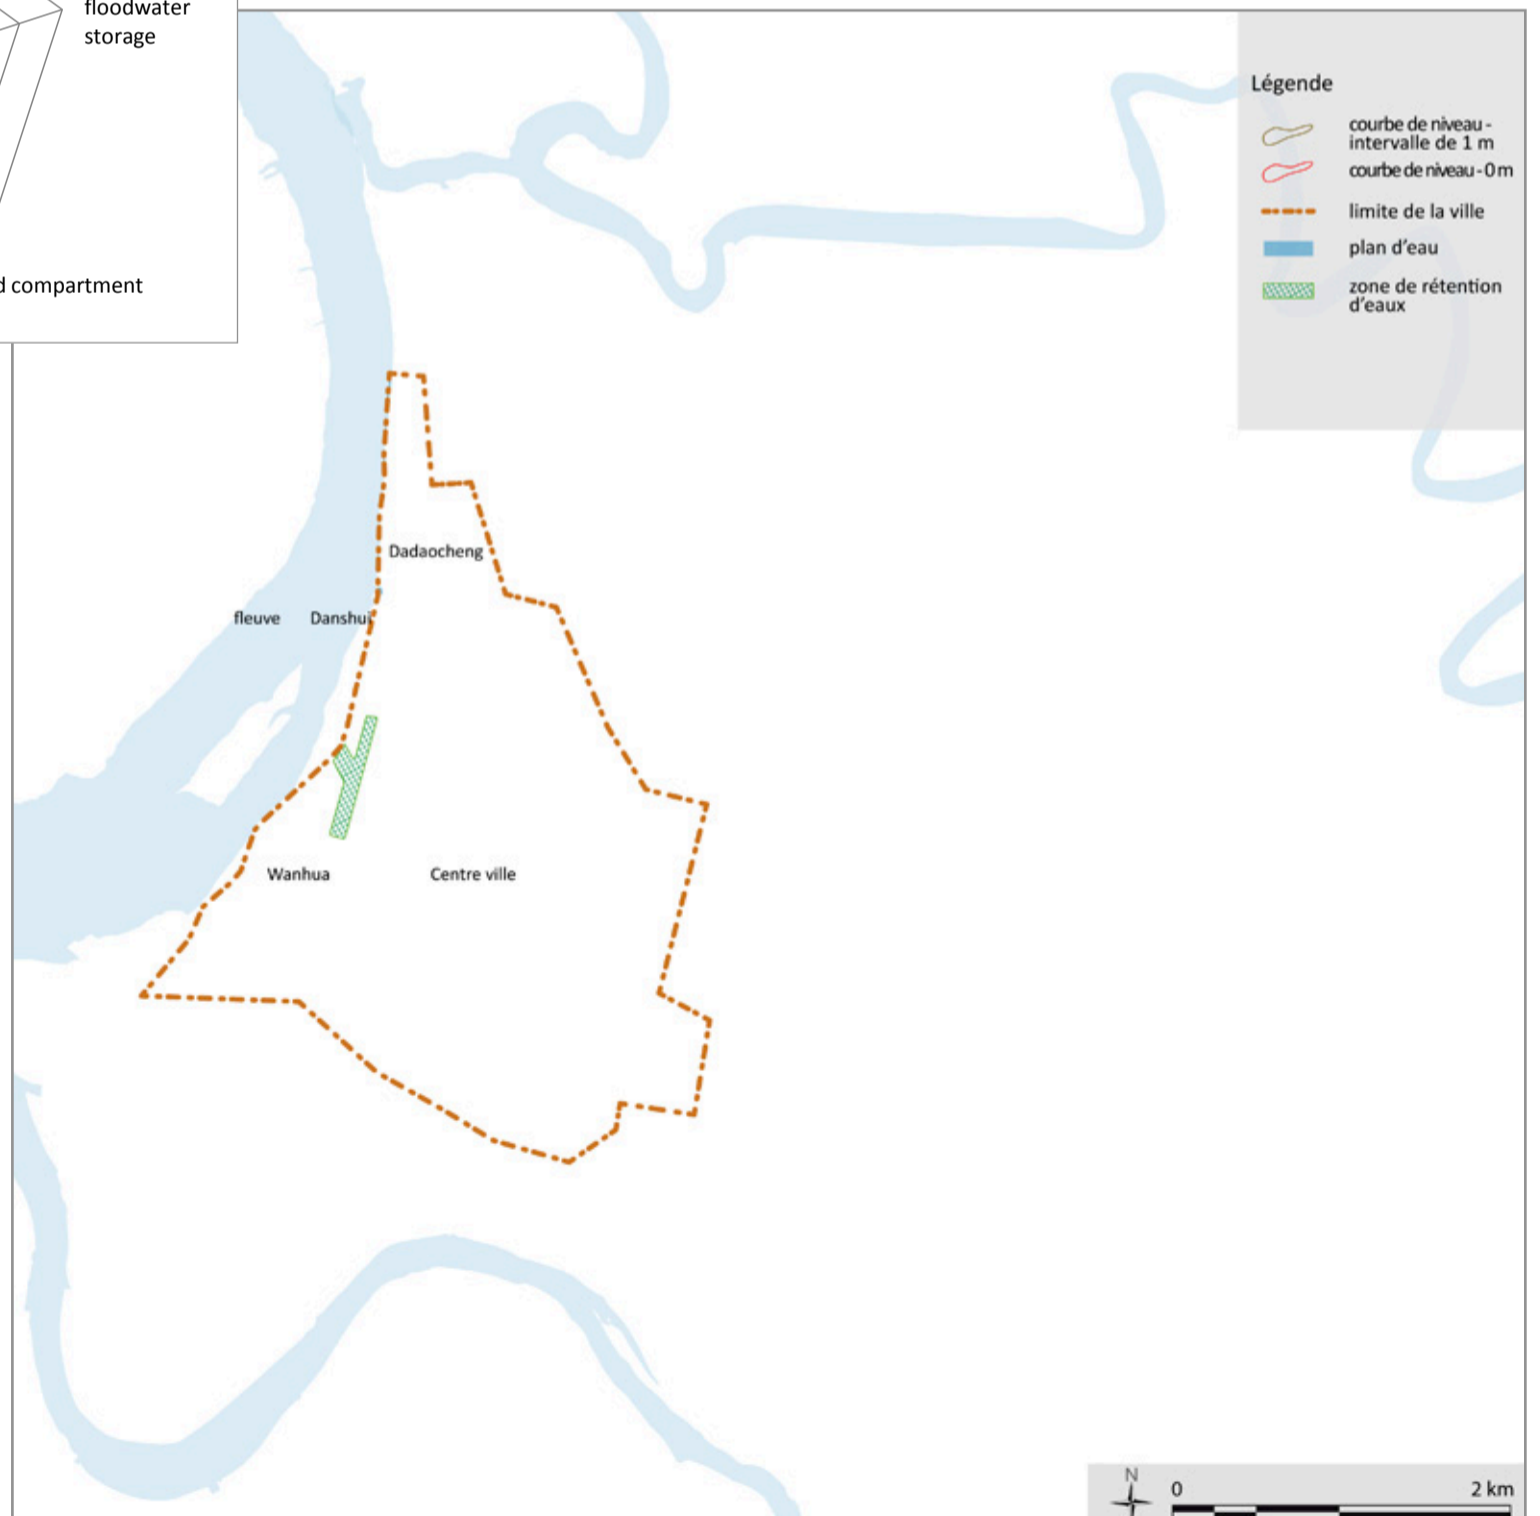 floodwater
storage
d compartment
Légende
courbe de niveau -
intervalle de 1 m
courbe de niveau - 0 m
limite de la ville
plan d'eau
zone de rétention
d'eaux
Dadaocheng
fleuve Danshui
Wanhua
Centre ville
N
0 2 km